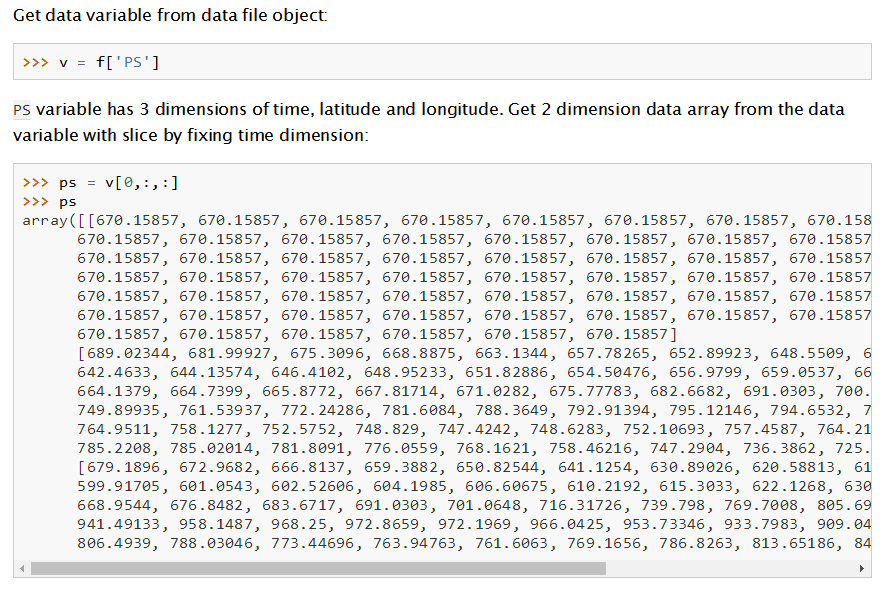 Get data variable from data file object:
>>> v = f['PS']
PS variable has 3 dimensions of time, latitude and longitude. Get 2 dimension data array from the data
variable with slice by fixing time dimension:
>>> ps = v[0,:,:]
>>> ps
array([[670.15857, 670.15857, 670.15857, 670.15857, 670.15857, 670.15857, 670.15857, 670.158
670.15857, 670.15857, 670.15857, 670.15857, 670.15857, 670.15857, 670.15857, 670.15857
670.15857, 670.15857, 670.15857, 670.15857, 670.15857, 670.15857, 670.15857, 670.15857
670.15857, 670.15857, 670.15857, 670.15857, 670.15857, 670.15857, 670.15857, 670.15857
670.15857, 670.15857, 670.15857, 670.15857, 670.15857, 670.15857, 670.15857, 670.15857
670.15857, 670.15857, 670.15857, 670.15857, 670.15857, 670.15857, 670.15857, 670.15857
670.15857, 670.15857, 670.15857, 670.15857, 670.15857, 670.15857]
[689.02344, 681.99927, 675.3096, 668.8875, 663.1344, 657.78265, 652.89923, 648.5509, 6
642.4633, 644.13574, 646.4102, 648.95233, 651.82886, 654.50476, 656.9799, 659.0537, 66
664.1379, 664.7399, 665.8772, 667.81714, 671.0282, 675.77783, 682.6682, 691.0303, 700.
749.89935, 761.53937, 772.24286, 781.6084, 788.3649, 792.91394, 795.12146, 794.6532, 7
764.9511, 758.1277, 752.5752, 748.829, 747.4242, 748.6283, 752.10693, 757.4587, 764.21
785.2208, 785.02014, 781.8091, 776.0559, 768.1621, 758.46216, 747.2904, 736.3862, 725.
[679.1896, 672.9682, 666.8137, 659.3882, 650.82544, 641.1254, 630.89026, 620.58813, 61
599.91705, 601.0543, 602.52606, 604.1985, 606.60675, 610.2192, 615.3033, 622.1268, 630
668.9544, 676.8482, 683.6717, 691.0303, 701.0648, 716.31726, 739.798, 769.7008, 805.69
941.49133, 958.1487, 968.25, 972.8659, 972.1969, 966.0425, 953.73346, 933.7983, 909.04
806.4939, 788.03046, 773.44696, 763.94763, 761.6063, 769.1656, 786.8263, 813.65186, 84